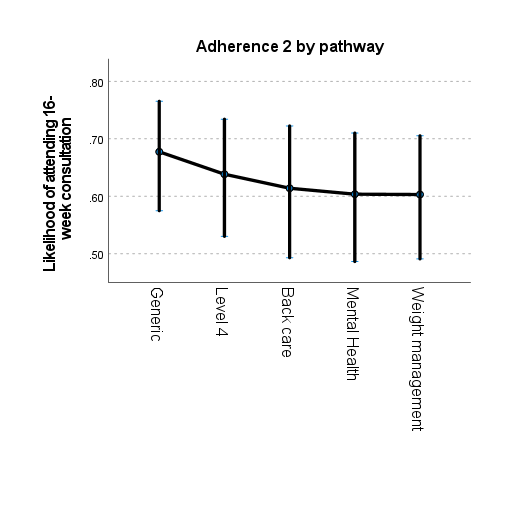 Adherence 2 by pathway
Likelihood of attending 16-
week consultation
.80
.70
.60
.50
Generic
Level 4
Back care
Mental Health
Weight management